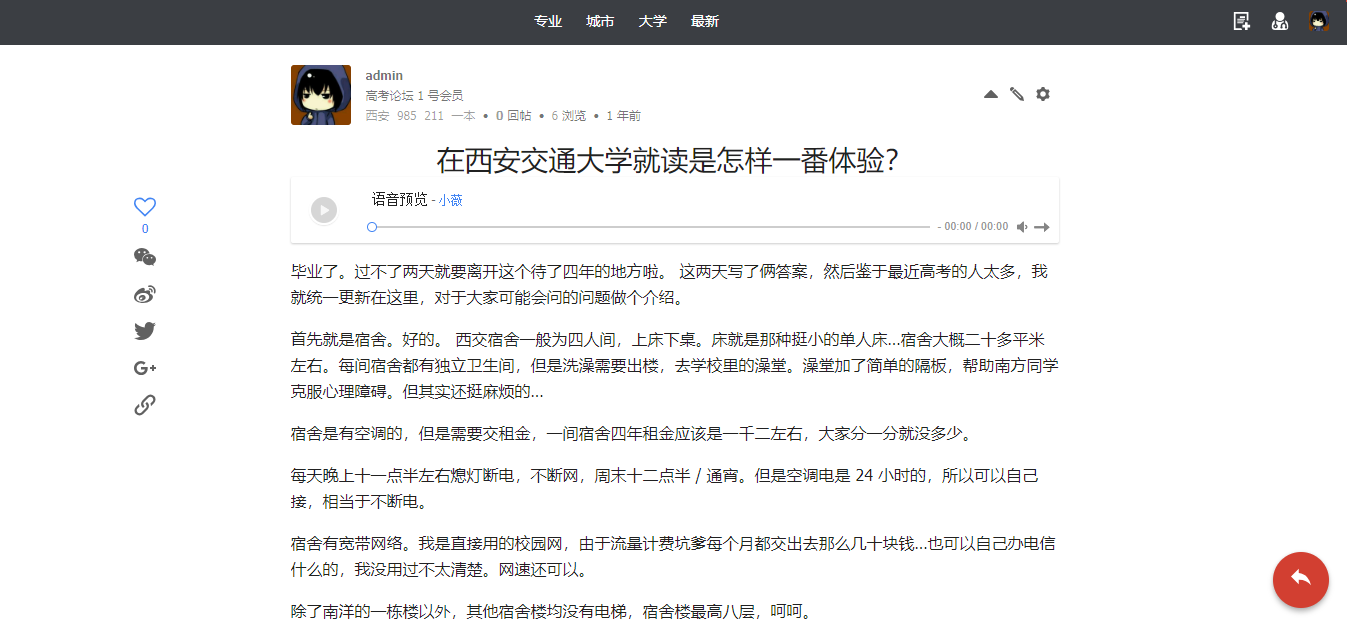 专业 城市 大学 最新
admin
高考论坛 1 号会员
西安 985 211 一本 • 0 回帖 • 6 浏览 • 1 年前
在西安交通大学就读是怎样一番体验？
语音预览 - 小薇
- 00:00 / 00:00
0
G+
毕业了。过不了两天就要离开这个待了四年的地方啦。 这两天写了俩答案，然后鉴于最近高考的人太多，我
就统一更新在这里，对于大家可能会问的问题做个介绍。
首先就是宿舍。好的。 西交宿舍一般为四人间，上床下桌。床就是那种挺小的单人床...宿舍大概二十多平米
左右。每间宿舍都有独立卫生间，但是洗澡需要出楼，去学校里的澡堂。澡堂加了简单的隔板，帮助南方同学
克服心理障碍。但其实还挺麻烦的...
宿舍是有空调的，但是需要交租金，一间宿舍四年租金应该是一千二左右，大家分一分就没多少。
每天晚上十一点半左右熄灯断电，不断网，周末十二点半 / 通宵。但是空调电是 24 小时的，所以可以自己
接，相当于不断电。
宿舍有宽带网络。我是直接用的校园网，由于流量计费坑爹每个月都交出去那么几十块钱...也可以自己办电信
什么的，我没用过不太清楚。网速还可以。
除了南洋的一栋楼以外，其他宿舍楼均没有电梯，宿舍楼最高八层，呵呵。